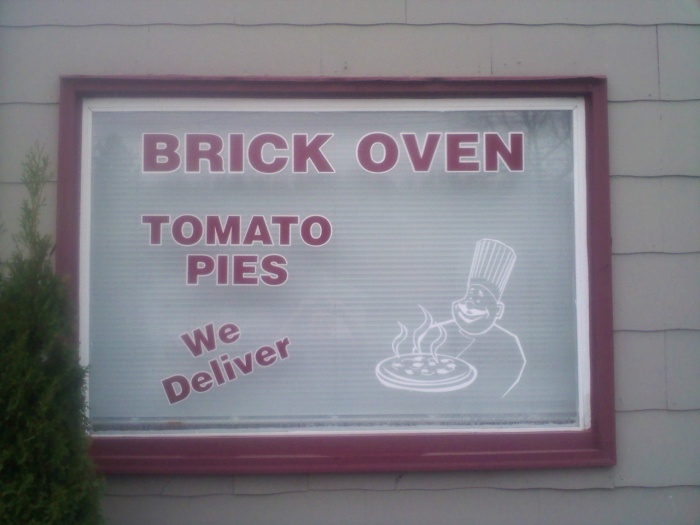 BRICK OVEN
TOMATO
PIES
We
Deliver